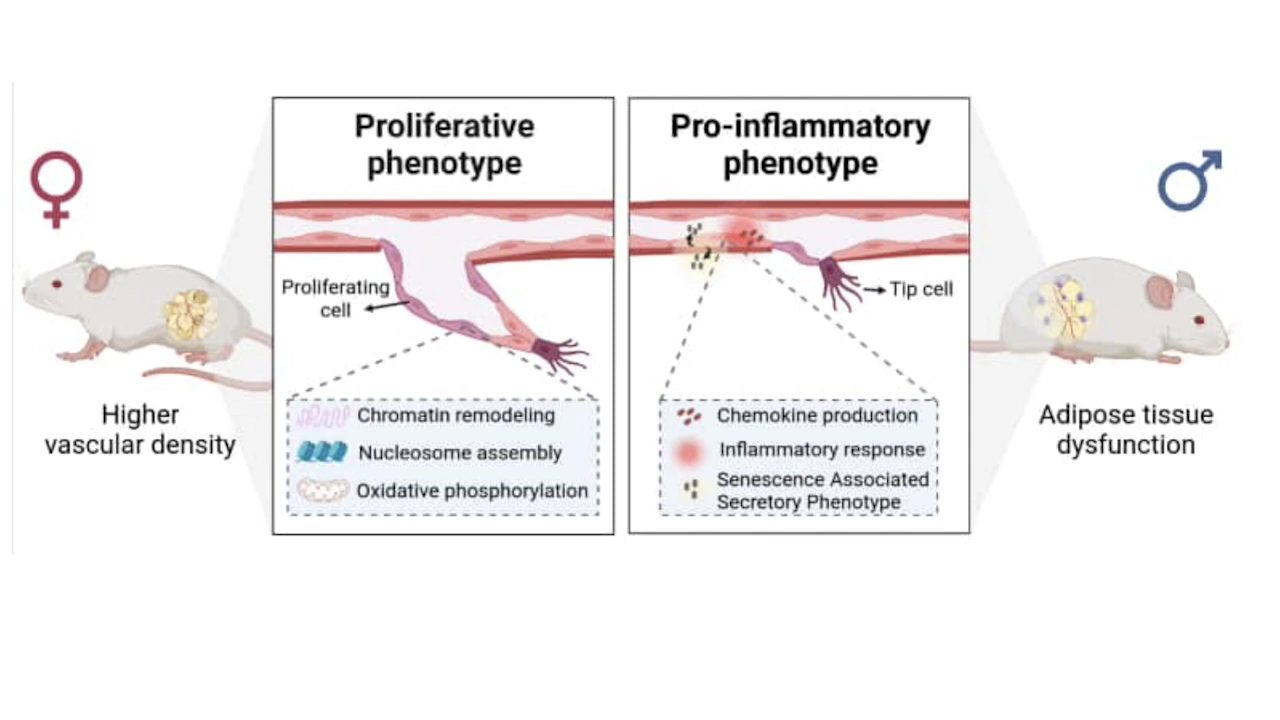 Proliferative
phenotype
Proliferating
cell
Chromatin remodeling
Nucleosome assembly
Oxidative phosphorylation
Higher
vascular density
Pro-inflammatory
phenotype
Tip cell
Chemokine production
Inflammatory response
Senescence Associated
Secretory Phenotype
Adipose tissue
dysfunction